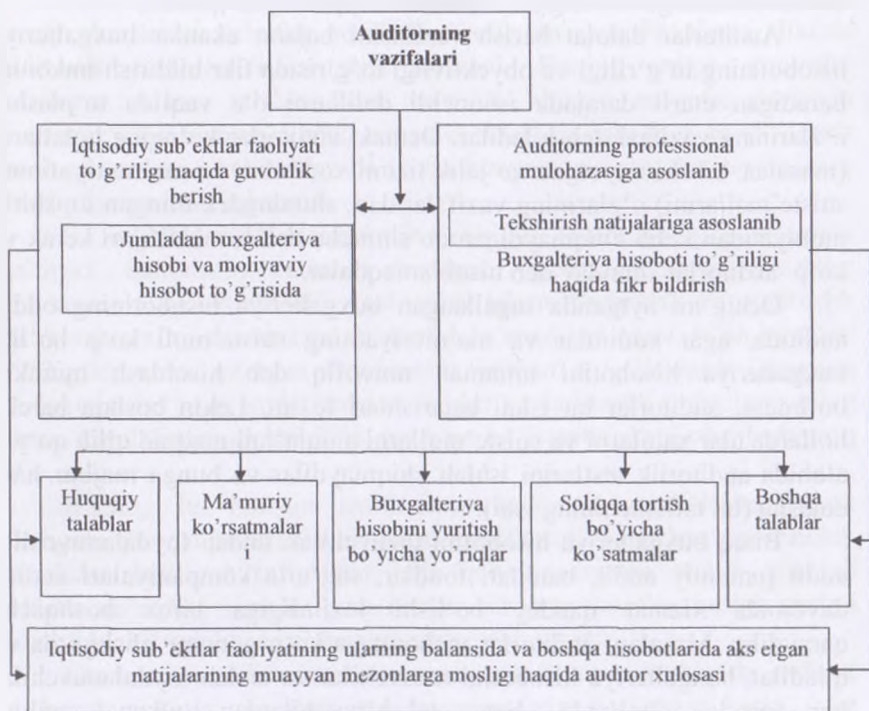 Auditorning
vazifalari
Iqtisodiy sub'ektlar faoliyati
to'g'riligi haqida guvohlik
berish
Jumladan buxgalteriya
hisobi va moliyaviy
hisobot to'g'risida
Auditorning professional
mulohazasiga asoslanib
Tekshirish natijalariga asoslanib
Buxgalteriya hisoboti to'g'riligi
haqida fikr bildirish
Huquqiy
talablar
Ma'muriy
ko'rsatmalar
i
Buxgalteriya
hisobini yuritish
bo'yicha yo'riqlar
Soliqqa tortish
bo'yicha
ko'satmalar
Boshqa
talablar
Iqtisodiy sub'ektlar faoliyatining ularning balansida va boshqa hisobotlarida aks etgan
natijalarining muayyan mezonlarga mosligi haqida auditor xulosasi